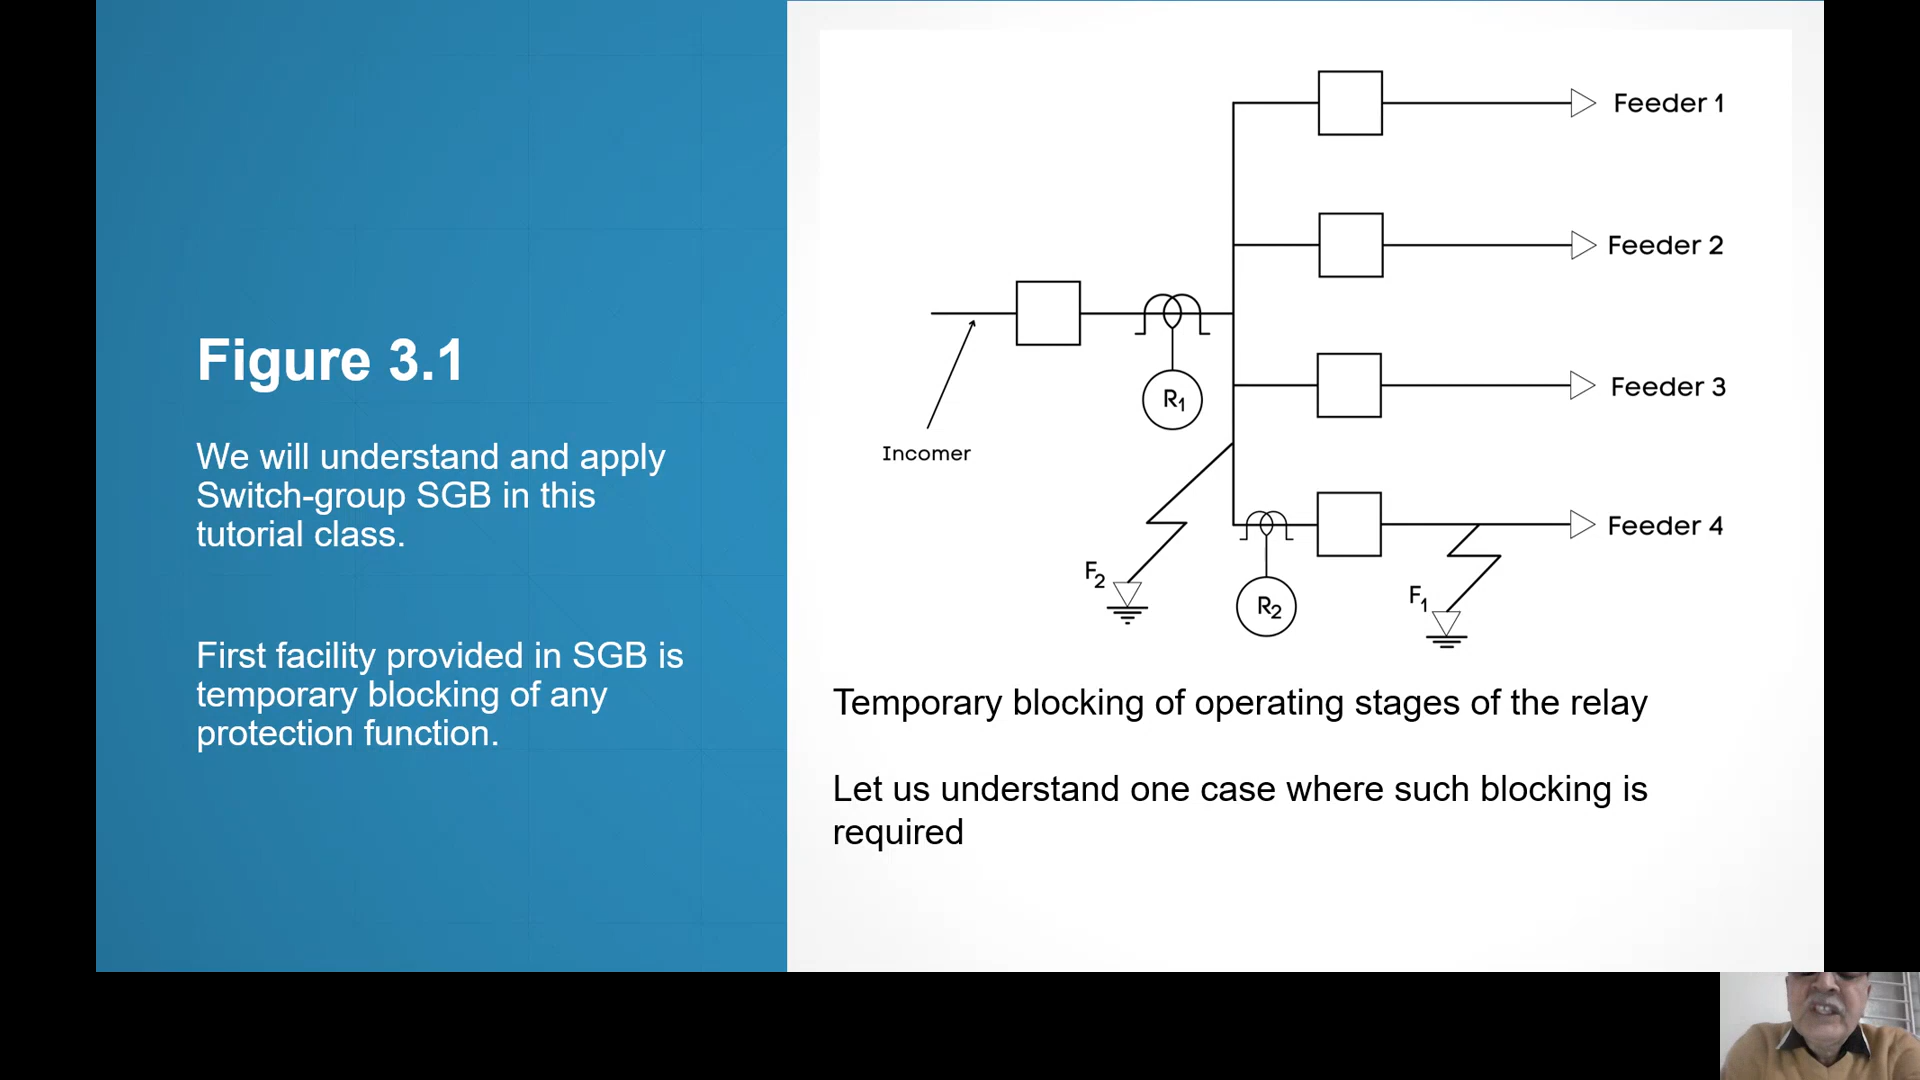 Figure 3.1
We will understand and apply
Switch-group SGB in this
tutorial class.
First facility provided in SGB is
temporary blocking of any
protection function.
Feeder 1
Feeder 2
Feeder 3
Feeder 4
Incomer
R1
R2
F2
F1
Temporary blocking of operating stages of the relay
Let us understand one case where such blocking is
required